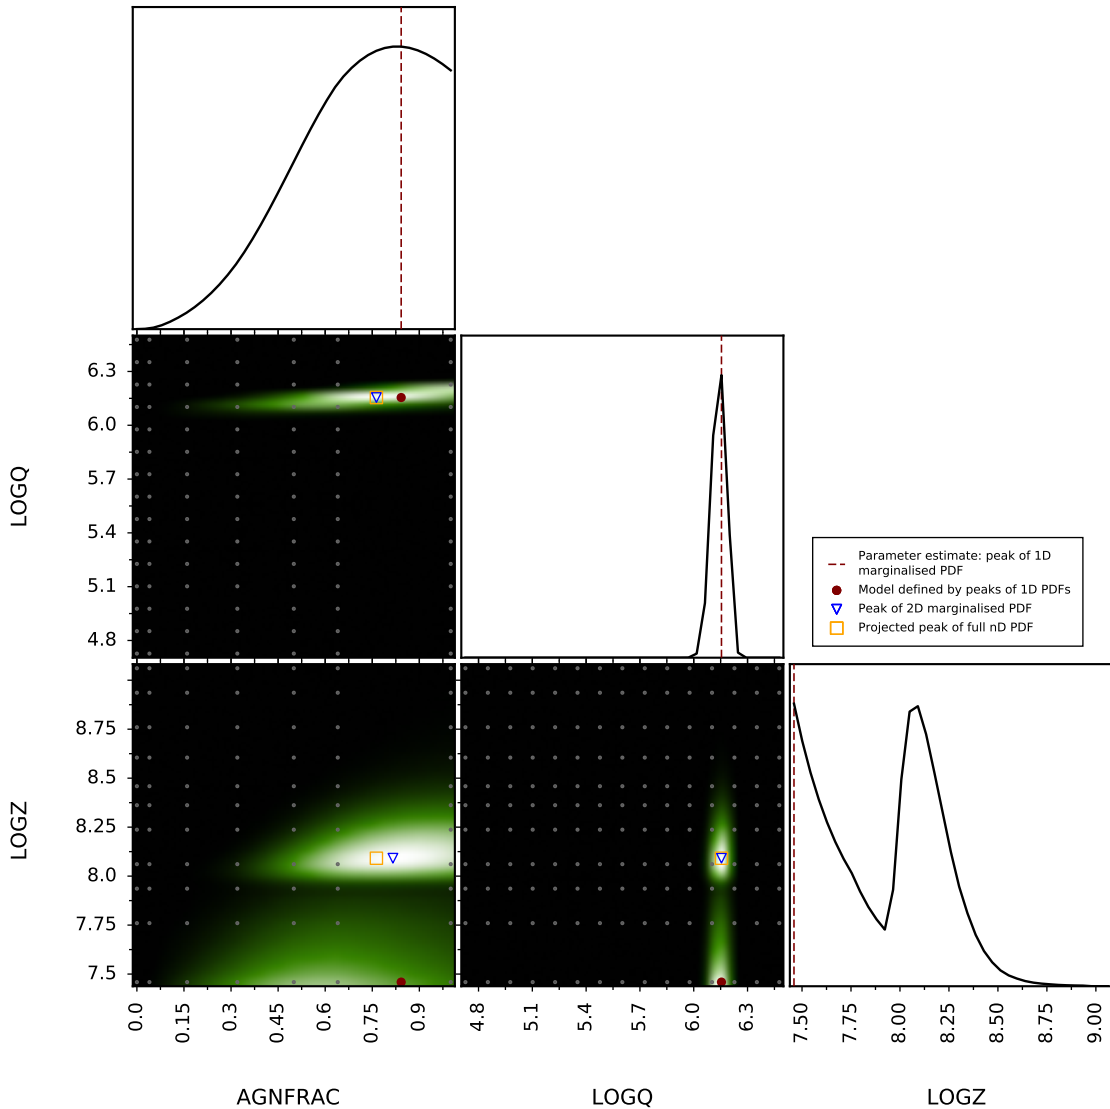 6.3
6.0
5.7
5.4
5.1
4.8
LOGQ
Parameter estimate: peak of 1D
marginalised PDF
Model defined by peaks of 1D PDFs
Peak of 2D marginalised PDF
Projected peak of full nD PDF
8.75
8.5
8.25
8.0
7.75
7.5
LOGZ
0.0 0.15 0.3 0.45 0.6 0.75 0.9
4.8 5.1 5.4 5.7 6.0 6.3
7.50 7.75 8.00 8.25 8.50 8.75 9.00
AGNFRAC LOGQ LOGZ